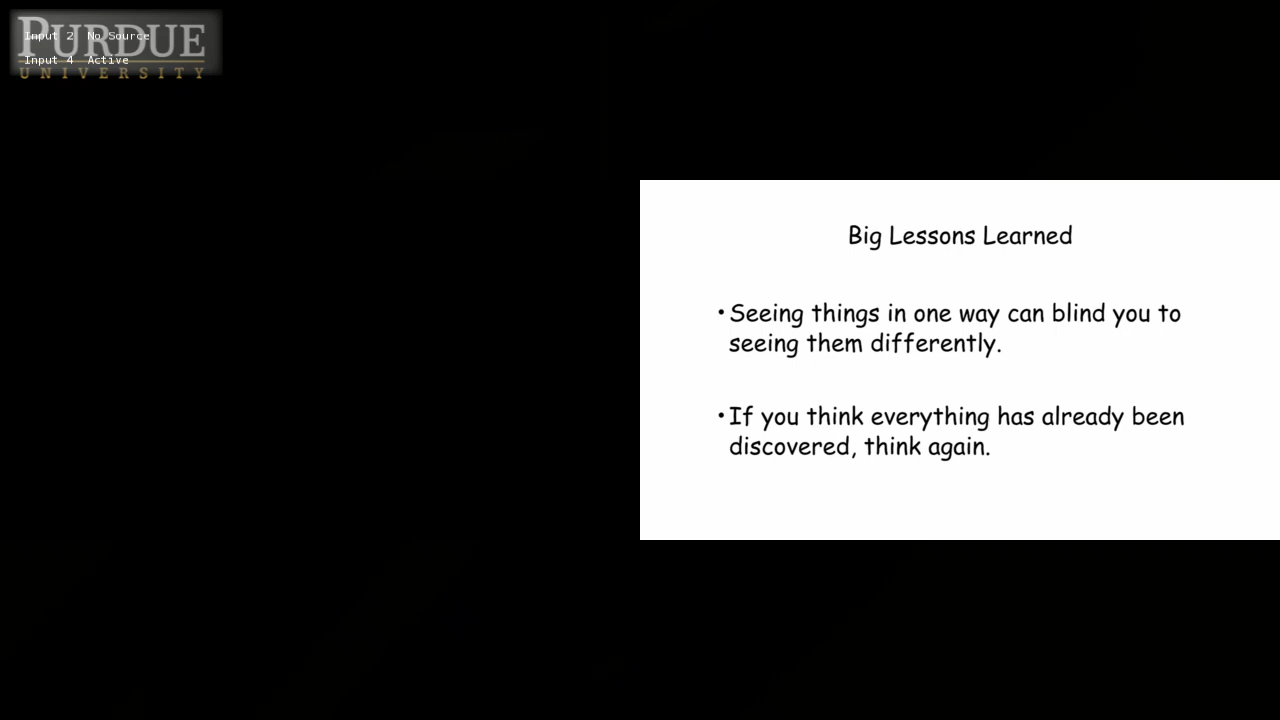 PURDUE
UNIVERSITY
Input 2 No Source
Input 4 Active
Big Lessons Learned
• Seeing things in one way can blind you to
seeing them differently.
• If you think everything has already been
discovered, think again.